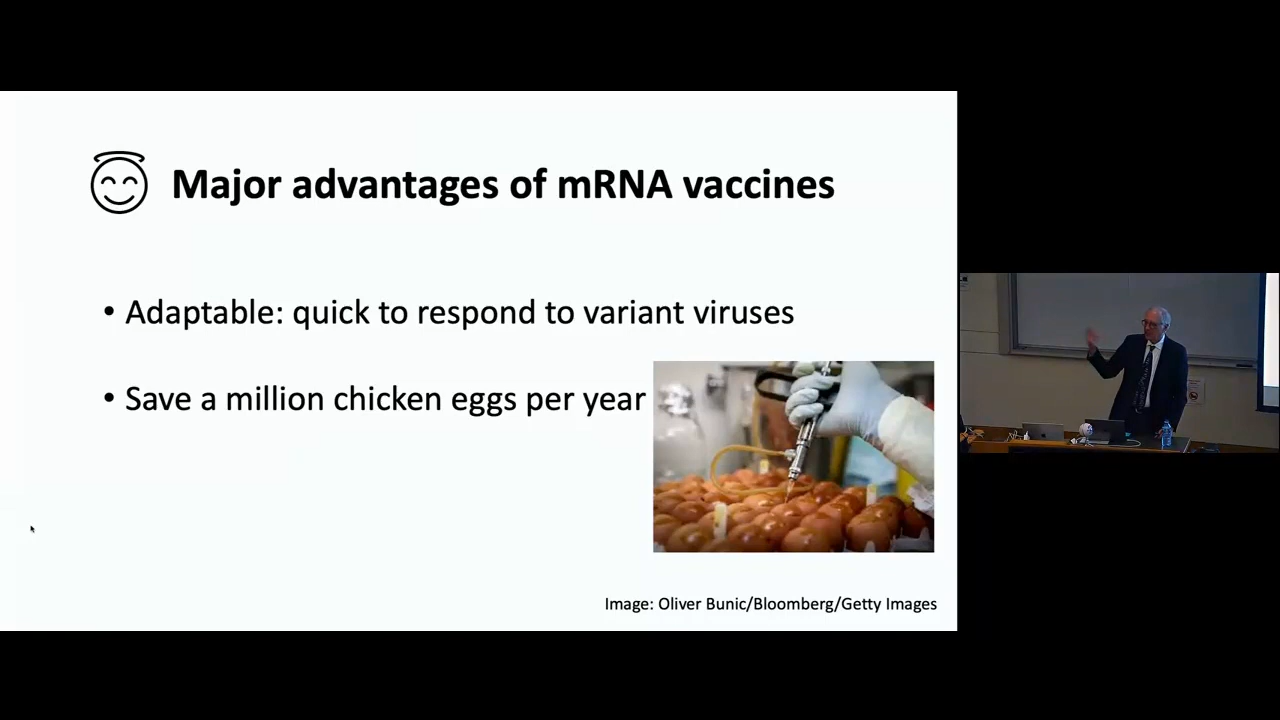 Major advantages of mRNA vaccines
• Adaptable: quick to respond to variant viruses
• Save a million chicken eggs per year
Image: Oliver Bunic/Bloomberg/Getty Images